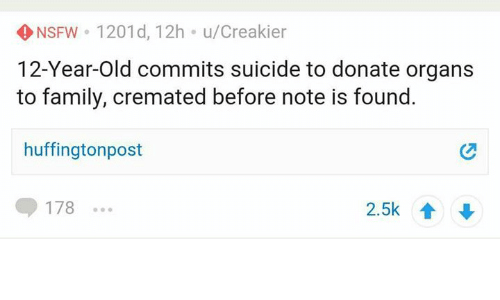 NSFW • 1201d, 12h • u/Creakier
12-Year-Old commits suicide to donate organs
to family, cremated before note is found.
huffingtonpost
178 ...
2.5k